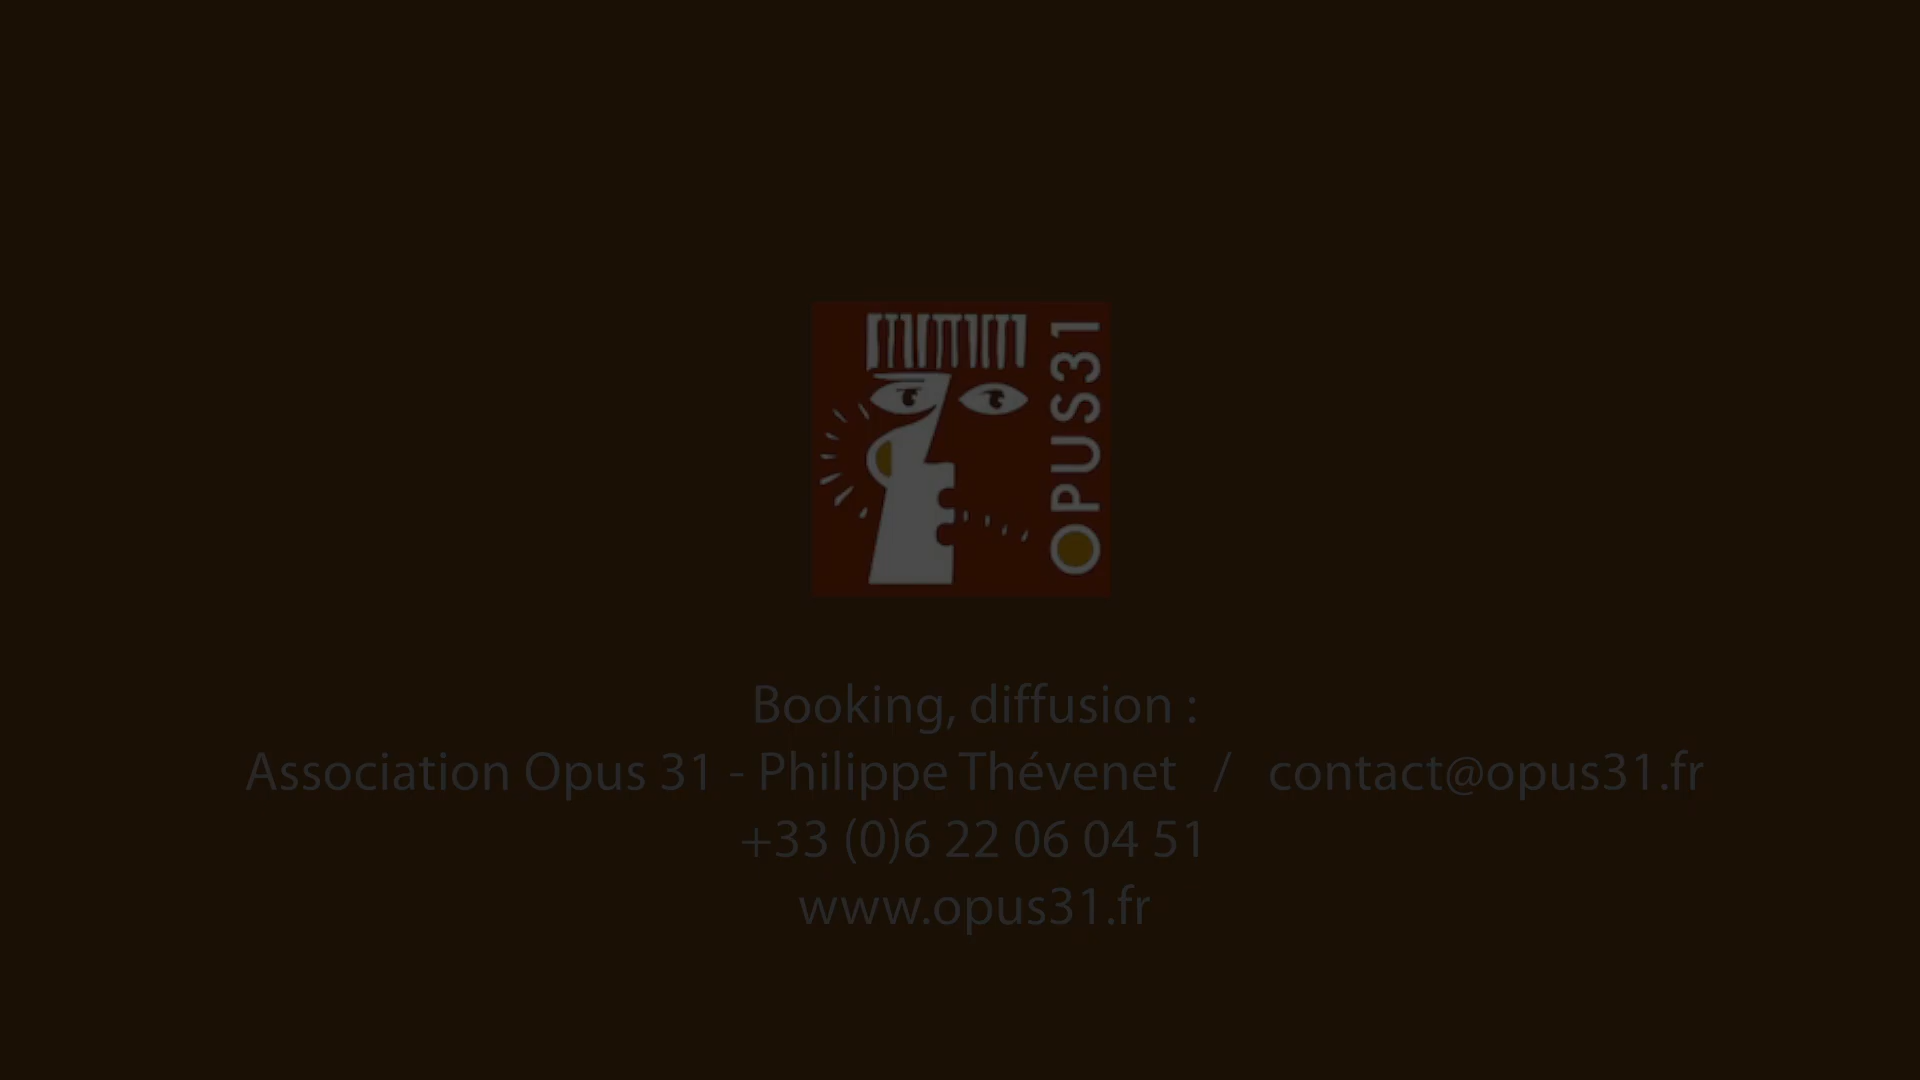 OPUS31
Booking, diffusion :
Association Opus 31 - Philippe Thévenet / contact@opus31.fr
+33 (0)6 22 06 04 51
www.opus31.fr